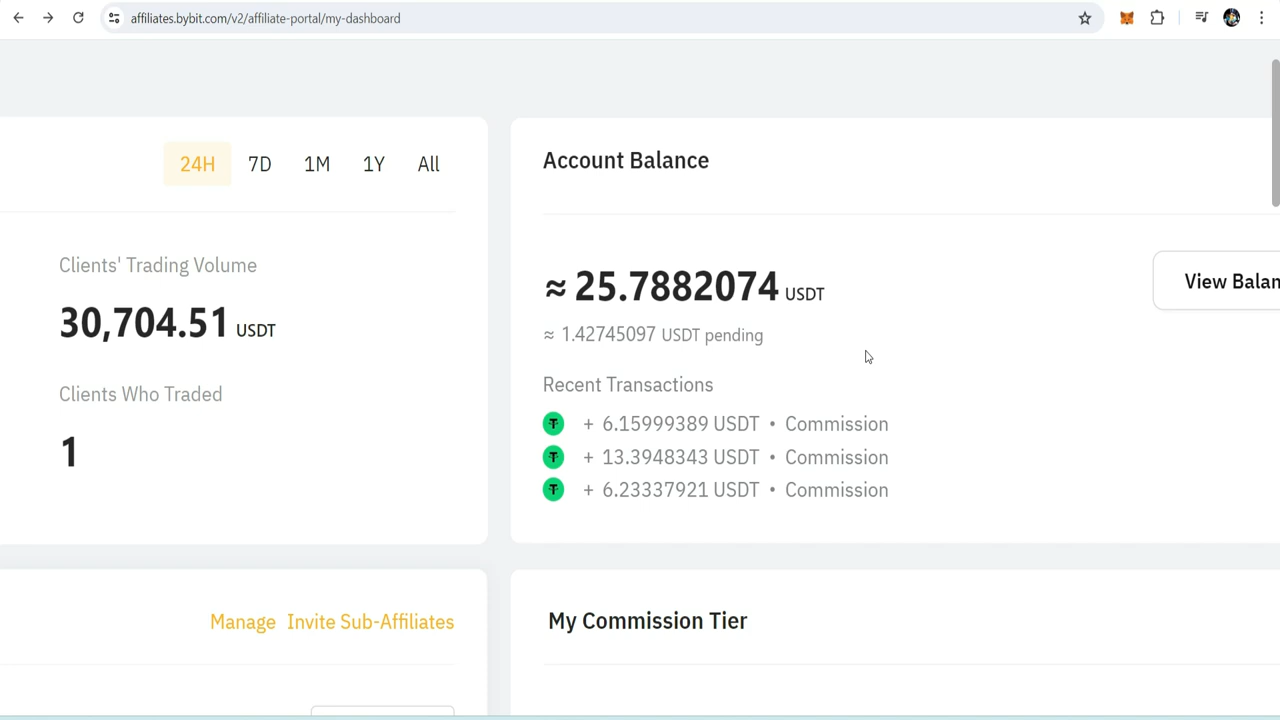 affiliates.bybit.com/v2/affiliate-portal/my-dashboard
24H 7D 1M 1Y All
Clients' Trading Volume
30,704.51 USDT
Clients Who Traded
1
Account Balance
≈ 25.7882074 USDT
≈ 1.42745097 USDT pending
View Balan
Recent Transactions
+ 6.15999389 USDT • Commission
+ 13.3948343 USDT • Commission
+ 6.23337921 USDT • Commission
Manage Invite Sub-Affiliates
My Commission Tier